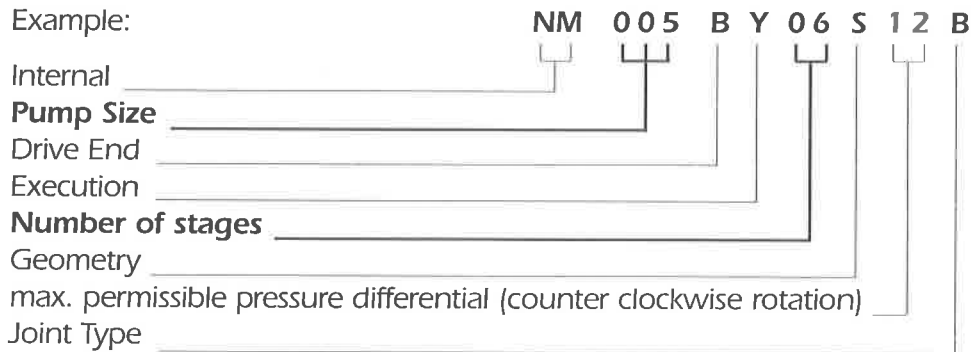 Example: NM 005 B Y 06 S 12 B
Internal
Pump Size
Drive End
Execution
Number of stages
Geometry
max. permissible pressure differential (counter clockwise rotation)
Joint Type